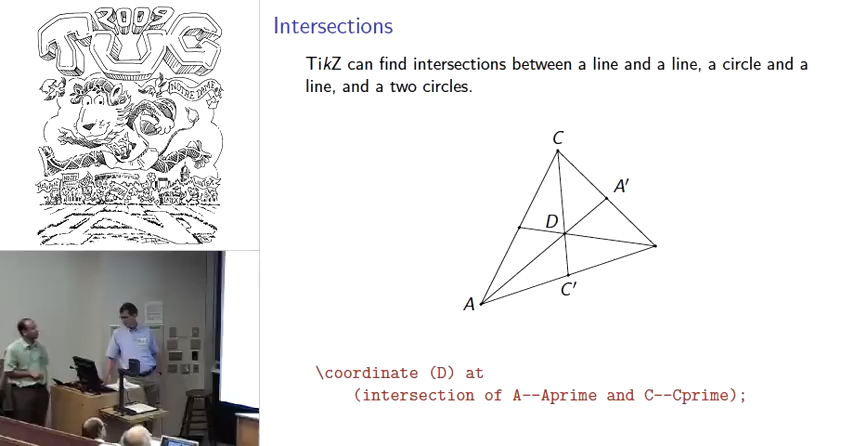 2009
TUG
NOTRE DAME
Intersections
TikZ can find intersections between a line and a line, a circle and a
line, and a two circles.
C
A′
D
A
C′
\coordinate (D) at
(intersection of A--Aprime and C--Cprime);